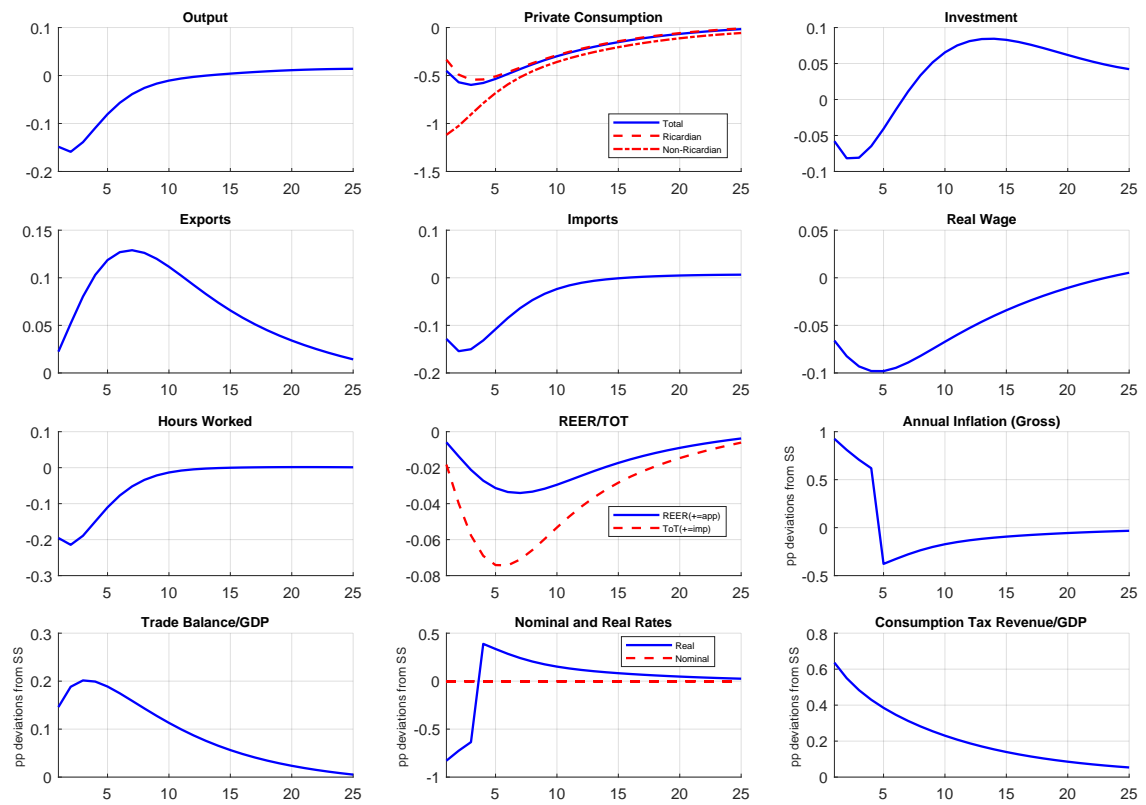 Output
0.1
0
-0.1
-0.2
5 10 15 20 25
Private Consumption
0
-0.5
-1
-1.5
Total
Ricardian
Non-Ricardian
5 10 15 20 25
Investment
0.1
0.05
0
-0.05
-0.1
5 10 15 20 25
Exports
0.15
0.1
0.05
0
5 10 15 20 25
Imports
0.1
0
-0.1
-0.2
5 10 15 20 25
Real Wage
0.05
0
-0.05
-0.1
5 10 15 20 25
Hours Worked
0.1
0
-0.1
-0.2
-0.3
5 10 15 20 25
REER/TOT
0
-0.02
-0.04
-0.06
-0.08
REER(+=app)
ToT(+=imp)
5 10 15 20 25
Annual Inflation (Gross)
pp deviations from SS
1
0.5
0
-0.5
5 10 15 20 25
Trade Balance/GDP
pp deviations from SS
0.3
0.2
0.1
0
5 10 15 20 25
Nominal and Real Rates
pp deviations from SS
0.5
0
-0.5
-1
Real
Nominal
5 10 15 20 25
Consumption Tax Revenue/GDP
pp deviations from SS
0.8
0.6
0.4
0.2
0
5 10 15 20 25